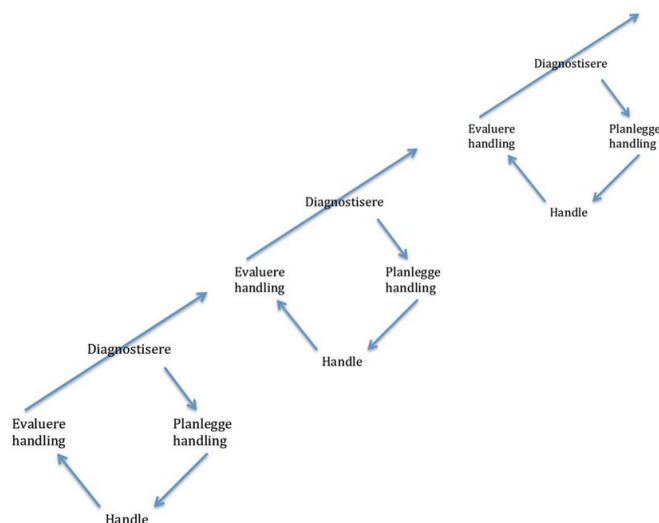 Diagnostisere
Evaluere
handling
Planlegge
handling
Handle
Diagnostisere
Evaluere
handling
Planlegge
handling
Handle
Diagnostisere
Evaluere
handling
Planlegge
handling
Handle